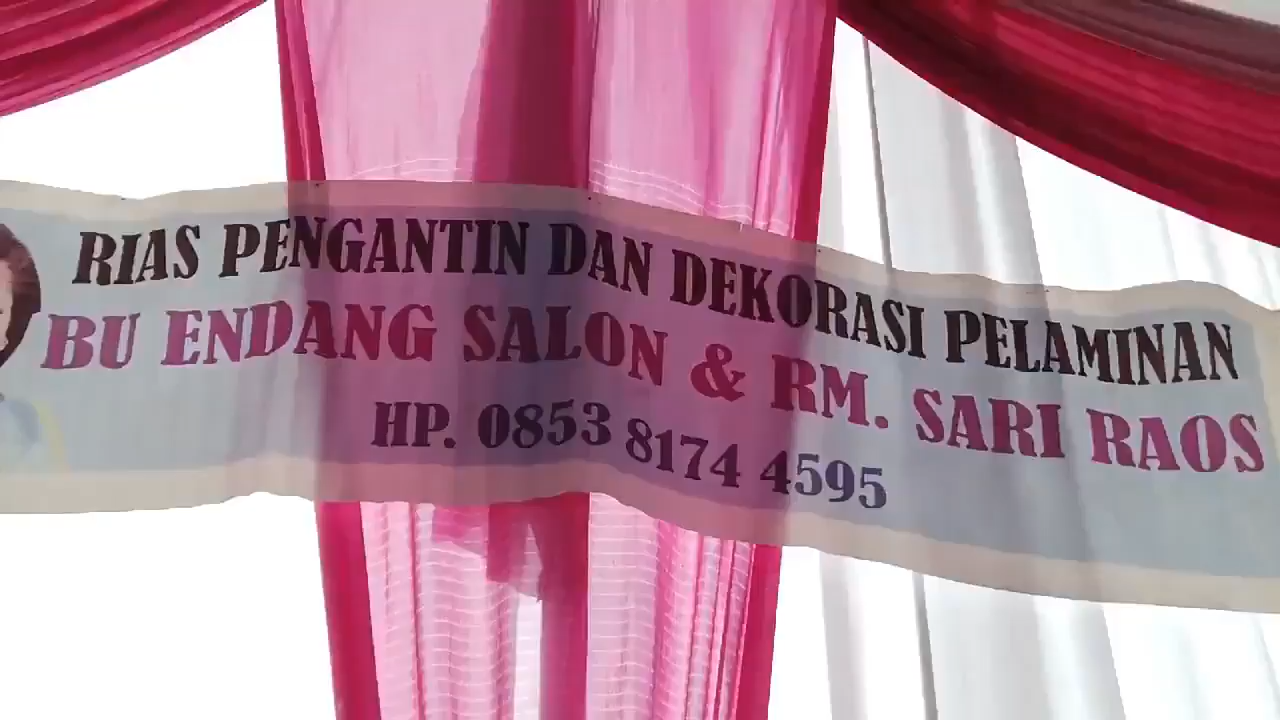 RIAS PENGANTIN DAN DEKORASI PELAMINAN
BU ENDANG SALON & RM. SARI RAOS
HP. 0853 8174 4595